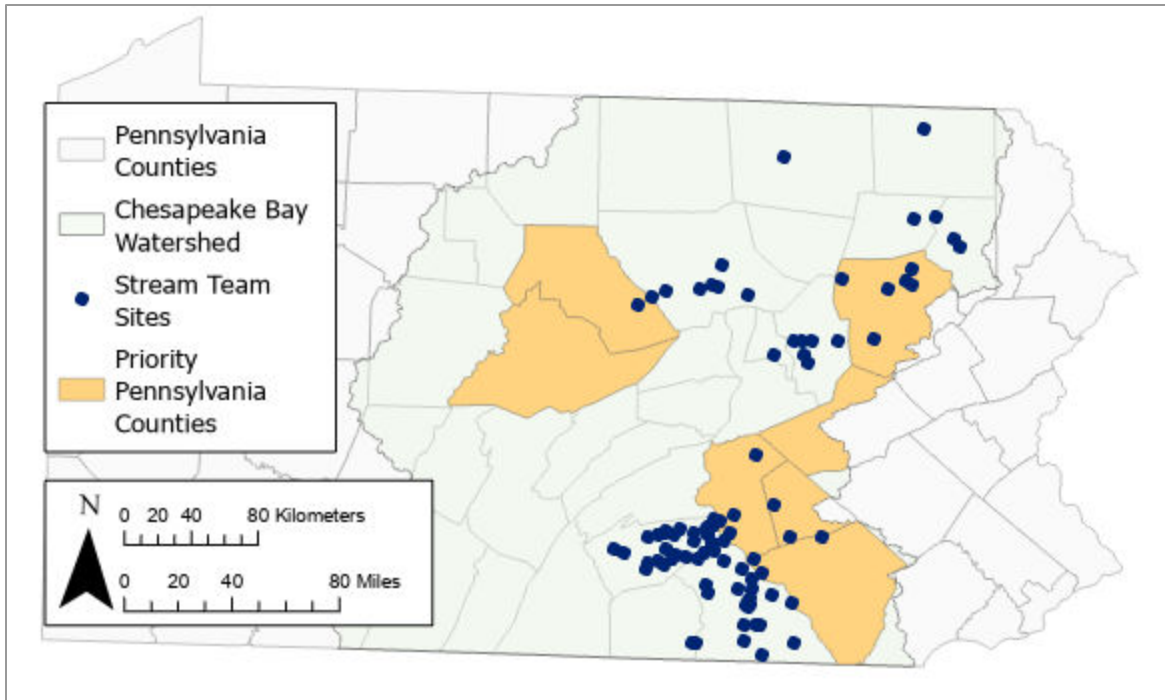 Pennsylvania
Counties
Chesapeake Bay
Watershed
Stream Team
Sites
Priority
Pennsylvania
Counties
N
0 20 40 80 Kilometers
0 20 40 80 Miles